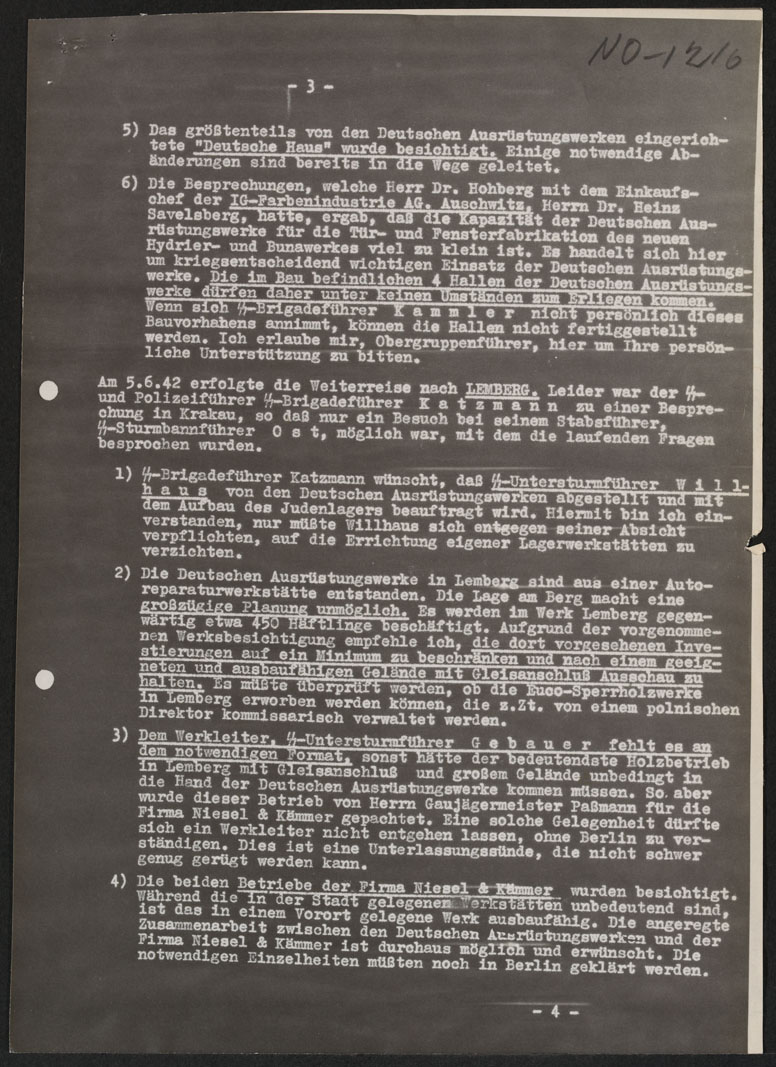 NO-1216
- 3 -
5) Das größtenteils von den Deutschen Ausrüstungswerken eingerich-
tete "Deutsche Haus" wurde besichtigt. Einige notwendige Ab-
änderungen sind bereits in die Wege geleitet.
6) Die Besprechungen, welche Herr Dr. Hohberg mit dem Einkaufs-
chef der IG-Farbenindustrie AG. Auschwitz, Herrn Dr. Heinz
Savelsberg, hatte, ergab, daß die Kapazität der Deutschen Aus-
rüstungswerke für die Tür- und Fensterfabrikation des neuen
Hydrier- und Bunawerkes viel zu klein ist. Es handelt sich hier
um kriegsentscheidend wichtigen Einsatz der Deutschen Ausrüstungs-
werke. Die im Bau befindlichen 4 Hallen der Deutschen Ausrüstungs-
werke dürfen daher unter keinen Umständen zum Erliegen kommen.
Wenn sich ᛋᛋ-Brigadeführer K a m m l e r nicht persönlich dieses
Bauvorhabens annimmt, können die Hallen nicht fertiggestellt
werden. Ich erlaube mir, Obergruppenführer, hier um Ihre persön-
liche Unterstützung zu bitten.
Am 5.6.42 erfolgte die Weiterreise nach LEMBERG. Leider war der ᛋᛋ-
und Polizeiführer ᛋᛋ-Brigadeführer K a t z m a n n zu einer Bespre-
chung in Krakau, so daß nur ein Besuch bei seinem Stabsführer,
ᛋᛋ-Sturmbannführer O s t, möglich war, mit dem die laufenden Fragen
besprochen wurden.
1) ᛋᛋ-Brigadeführer Katzmann wünscht, daß ᛋᛋ-Untersturmführer W i l l-
h a u s von den Deutschen Ausrüstungswerken abgestellt und mit
dem Aufbau des Judenlagers beauftragt wird. Hiermit bin ich ein-
verstanden, nur müßte Willhaus sich entgegen seiner Absicht
verpflichten, auf die Errichtung eigener Lagerwerkstätten zu
verzichten.
2) Die Deutschen Ausrüstungswerke in Lemberg sind aus einer Auto-
reparaturwerkstätte entstanden. Die Lage am Berg macht eine
großzügige Planung unmöglich. Es werden im Werk Lemberg gegen-
wärtig etwa 450 Häftlinge beschäftigt. Aufgrund der vorgenomme-
nen Werksbesichtigung empfehle ich, die dort vorgesehenen Inve-
stierungen auf ein Minimum zu beschränken und nach einem geeig-
neten und ausbaufähigen Gelände mit Gleisanschluß Ausschau zu
halten. Es müßte überprüft werden, ob die Euco-Sperrholzwerke
in Lemberg erworben werden können, die z.Zt. von einem polnischen
Direktor kommissarisch verwaltet werden.
3) Dem Werkleiter, ᛋᛋ-Untersturmführer G e b a u e r fehlt es an
dem notwendigen Format, sonst hätte der bedeutendste Holzbetrieb
in Lemberg mit Gleisanschluß und großem Gelände unbedingt in
die Hand der Deutschen Ausrüstungswerke kommen müssen. So aber
wurde dieser Betrieb von Herrn Gaujägermeister Paßmann für die
Firma Niesel & Kämmer gepachtet. Eine solche Gelegenheit dürfte
sich ein Werkleiter nicht entgehen lassen, ohne Berlin zu ver-
ständigen. Dies ist eine Unterlassungssünde, die nicht schwer
genug gerügt werden kann.
4) Die beiden Betriebe der Firma Niesel & Kämmer wurden besichtigt.
Während die in der Stadt gelegenen Werkstätten unbedeutend sind,
ist das in einem Vorort gelegene Werk ausbaufähig. Die angeregte
Zusammenarbeit zwischen den Deutschen Ausrüstungswerken und der
Firma Niesel & Kämmer ist durchaus möglich und erwünscht. Die
notwendigen Einzelheiten müßten noch in Berlin geklärt werden.
- 4 -